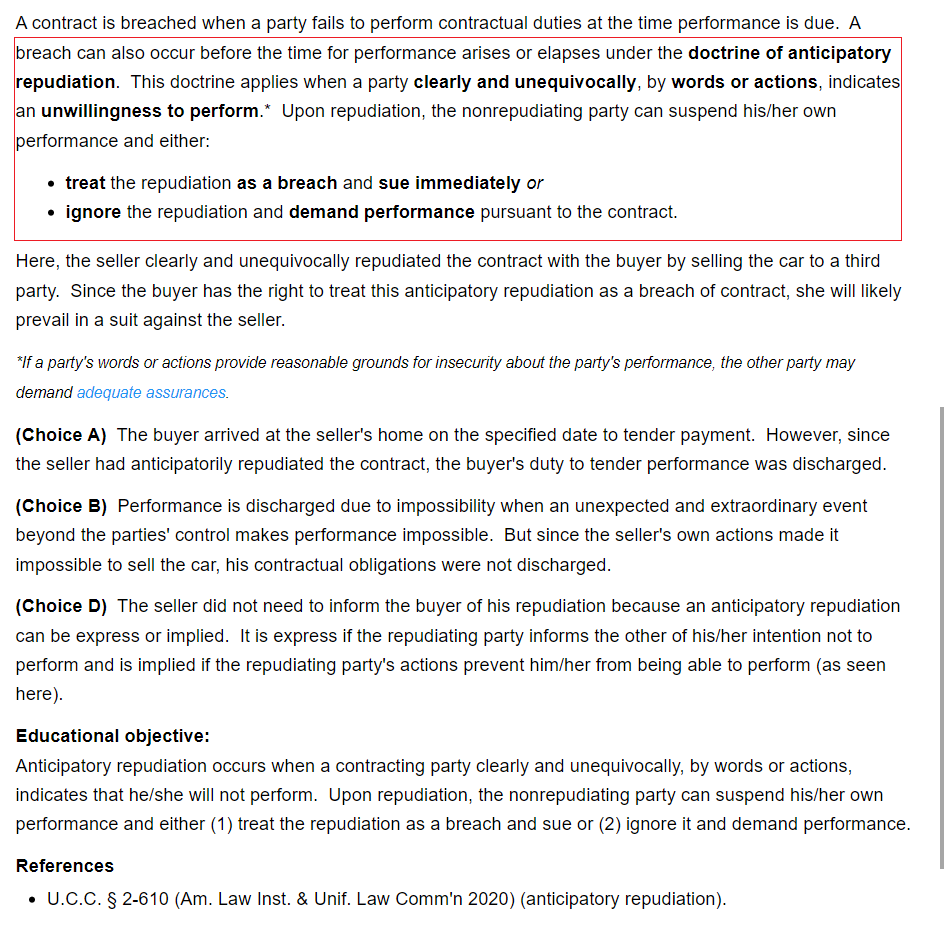 A contract is breached when a party fails to perform contractual duties at the time performance is due.  A
breach can also occur before the time for performance arises or elapses under the doctrine of anticipatory
repudiation.  This doctrine applies when a party clearly and unequivocally, by words or actions, indicates
an unwillingness to perform.*  Upon repudiation, the nonrepudiating party can suspend his/her own
performance and either:
• treat the repudiation as a breach and sue immediately or
• ignore the repudiation and demand performance pursuant to the contract.
Here, the seller clearly and unequivocally repudiated the contract with the buyer by selling the car to a third
party.  Since the buyer has the right to treat this anticipatory repudiation as a breach of contract, she will likely
prevail in a suit against the seller.
*If a party's words or actions provide reasonable grounds for insecurity about the party's performance, the other party may
demand adequate assurances.
(Choice A)  The buyer arrived at the seller's home on the specified date to tender payment.  However, since
the seller had anticipatorily repudiated the contract, the buyer's duty to tender performance was discharged.
(Choice B)  Performance is discharged due to impossibility when an unexpected and extraordinary event
beyond the parties' control makes performance impossible.  But since the seller's own actions made it
impossible to sell the car, his contractual obligations were not discharged.
(Choice D)  The seller did not need to inform the buyer of his repudiation because an anticipatory repudiation
can be express or implied.  It is express if the repudiating party informs the other of his/her intention not to
perform and is implied if the repudiating party's actions prevent him/her from being able to perform (as seen
here).
Educational objective:
Anticipatory repudiation occurs when a contracting party clearly and unequivocally, by words or actions,
indicates that he/she will not perform.  Upon repudiation, the nonrepudiating party can suspend his/her own
performance and either (1) treat the repudiation as a breach and sue or (2) ignore it and demand performance.
References
• U.C.C. § 2-610 (Am. Law Inst. & Unif. Law Comm'n 2020) (anticipatory repudiation).